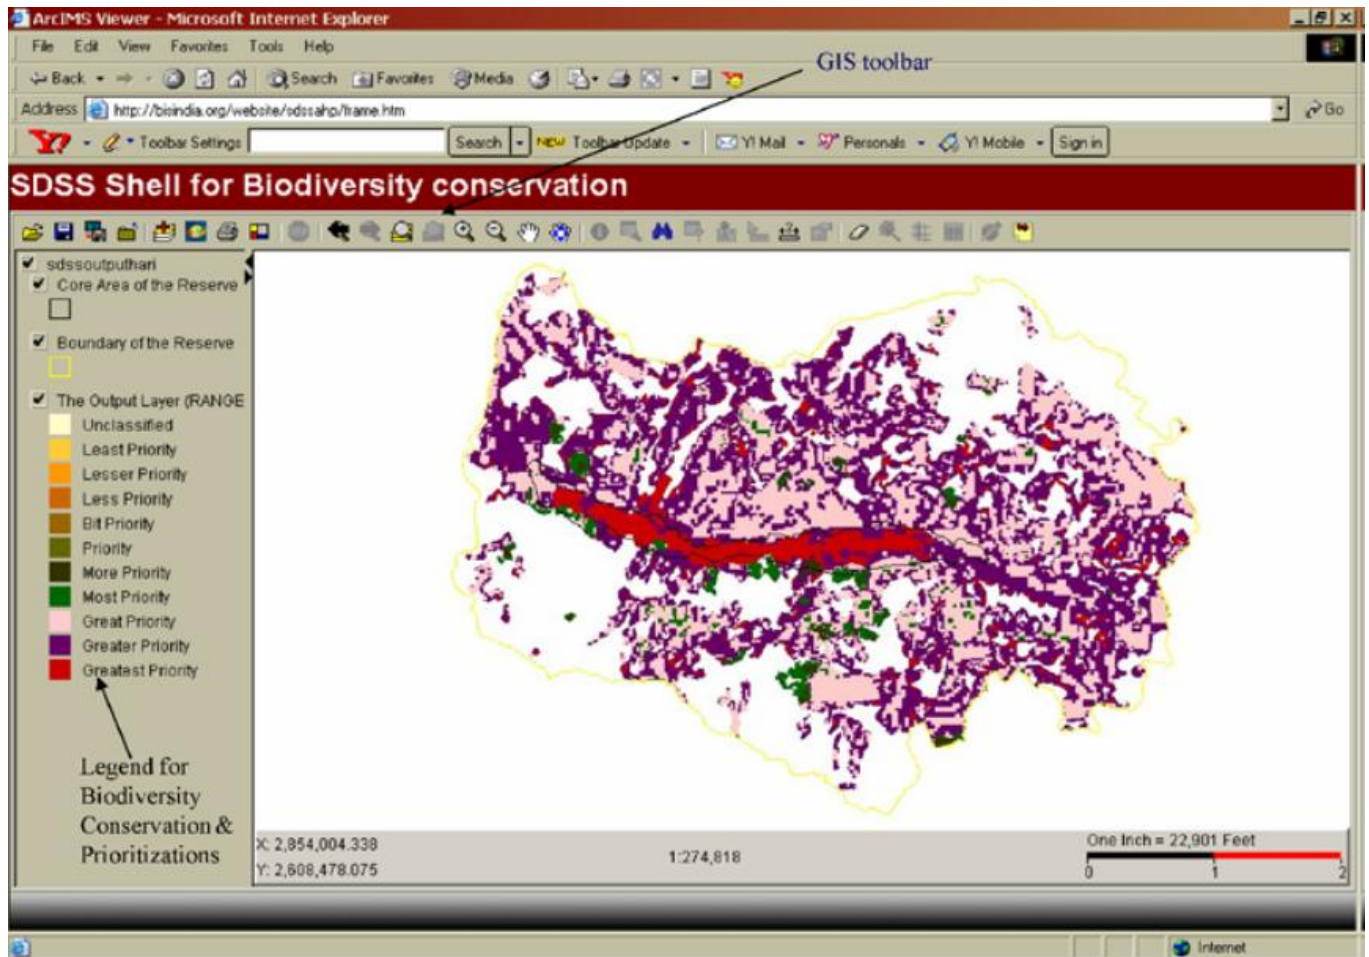 ArcIMS Viewer - Microsoft Internet Explorer
File Edit View Favorites Tools Help
GIS toolbar
Back Search Favorites Media
Address http://bisindia.org/website/sdssahp/frame.htm Go
Y! Toolbar Settings Search NEW Toolbar Update Y! Mail Personals Y! Mobile Sign in
SDSS Shell for Biodiversity conservation
sdssoutputhari
Core Area of the Reserve
Boundary of the Reserve
The Output Layer (RANGE
Unclassified
Least Priority
Lesser Priority
Less Priority
Bit Priority
Priority
More Priority
Most Priority
Great Priority
Greater Priority
Greatest Priority
Legend for
Biodiversity
Conservation &
Prioritizations
X: 2,854,004.338
Y: 2,608,478.075
1:274,818
One Inch = 22,901 Feet
0 1 2
Internet